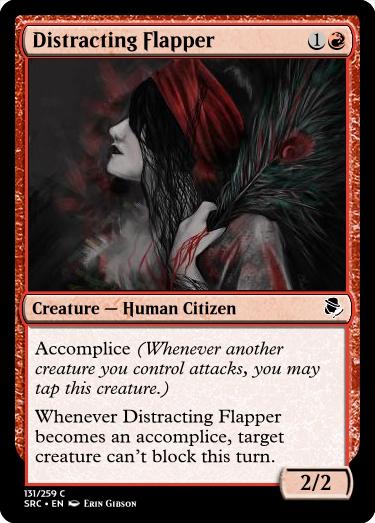 Distracting Flapper 1
Creature — Human Citizen
Accomplice (Whenever another
creature you control attacks, you may
tap this creature.)
Whenever Distracting Flapper
becomes an accomplice, target
creature can't block this turn.
2/2
131/259 C
SRC • EN Erin Gibson